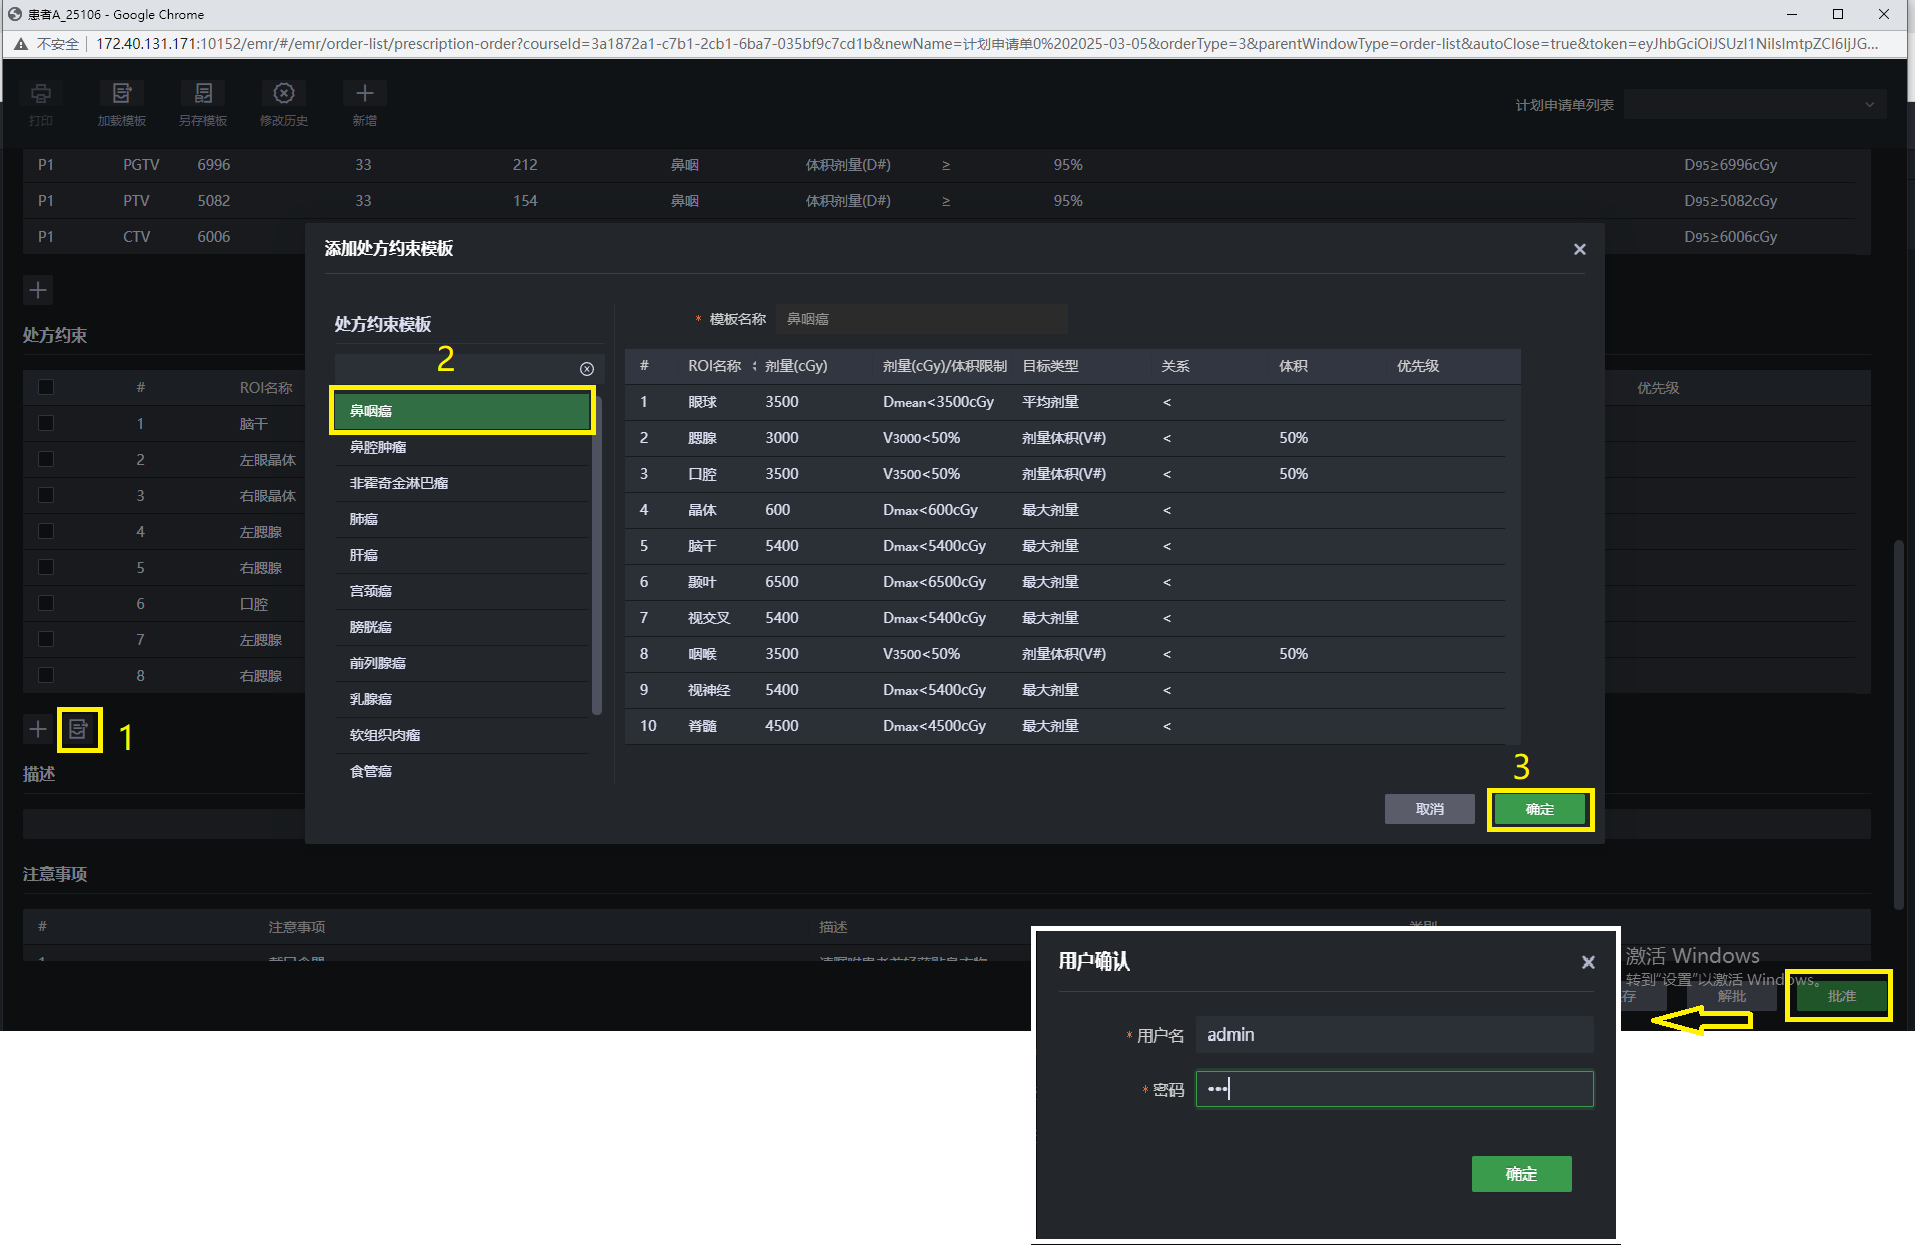 患者A_25106 - Google Chrome
不安全 172.40.131.171:10152/emr/#/emr/order-list/prescription-order?courseId=3a1872a1-c7b1-2cb1-6ba7-035bf9c7cd1b&newName=计划申请单0%202025-03-05&orderType=3&parentWindowType=order-list&autoClose=true&token=eyJhbGciOiJSUzI1NiIsImtpZCI6IjJG...
打印 加载模板 另存模板 修改历史 新增 计划申请单列表
P1 PGTV 6996 33 212 鼻咽 体积剂量(D#) ≥ 95% D95≥6996cGy
P1 PTV 5082 33 154 鼻咽 体积剂量(D#) ≥ 95% D95≥5082cGy
P1 CTV 6006 D95≥6006cGy
处方约束
# ROI名称 优先级
1 脑干
2 左眼晶体
3 右眼晶体
4 左腮腺
5 右腮腺
6 口腔
7 左腮腺
8 右腮腺
1
描述
注意事项
# 注意事项 描述
添加处方约束模板
处方约束模板
2
鼻咽癌
鼻腔肿瘤
非霍奇金淋巴瘤
肺癌
肝癌
宫颈癌
膀胱癌
前列腺癌
乳腺癌
软组织肉瘤
食管癌
* 模板名称 鼻咽癌
# ROI名称 剂量(cGy) 剂量(cGy)/体积限制 目标类型 关系 体积 优先级
1 眼球 3500 Dmean<3500cGy 平均剂量 <
2 腮腺 3000 V3000<50% 剂量体积(V#) < 50%
3 口腔 3500 V3500<50% 剂量体积(V#) < 50%
4 晶体 600 Dmax<600cGy 最大剂量 <
5 脑干 5400 Dmax<5400cGy 最大剂量 <
6 颞叶 6500 Dmax<6500cGy 最大剂量 <
7 视交叉 5400 Dmax<5400cGy 最大剂量 <
8 咽喉 3500 V3500<50% 剂量体积(V#) < 50%
9 视神经 5400 Dmax<5400cGy 最大剂量 <
10 脊髓 4500 Dmax<4500cGy 最大剂量 <
3
取消 确定
激活 Windows
转到“设置”以激活 Windows。
存 解批 批准
用户确认
* 用户名 admin
* 密码 •••
确定